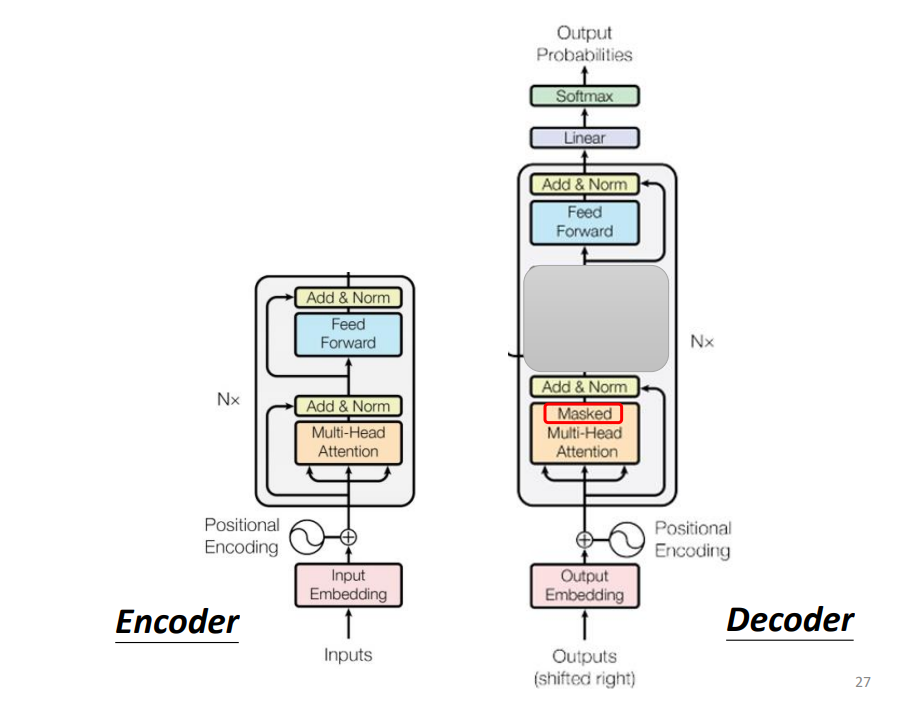 Output
Probabilities
Softmax
Linear
Add & Norm
Feed
Forward
Nx
Add & Norm
Masked
Multi-Head
Attention
Positional
Encoding
Output
Embedding
Outputs
(shifted right)
Decoder
Add & Norm
Feed
Forward
Nx
Add & Norm
Multi-Head
Attention
Positional
Encoding
Input
Embedding
Inputs
Encoder
27